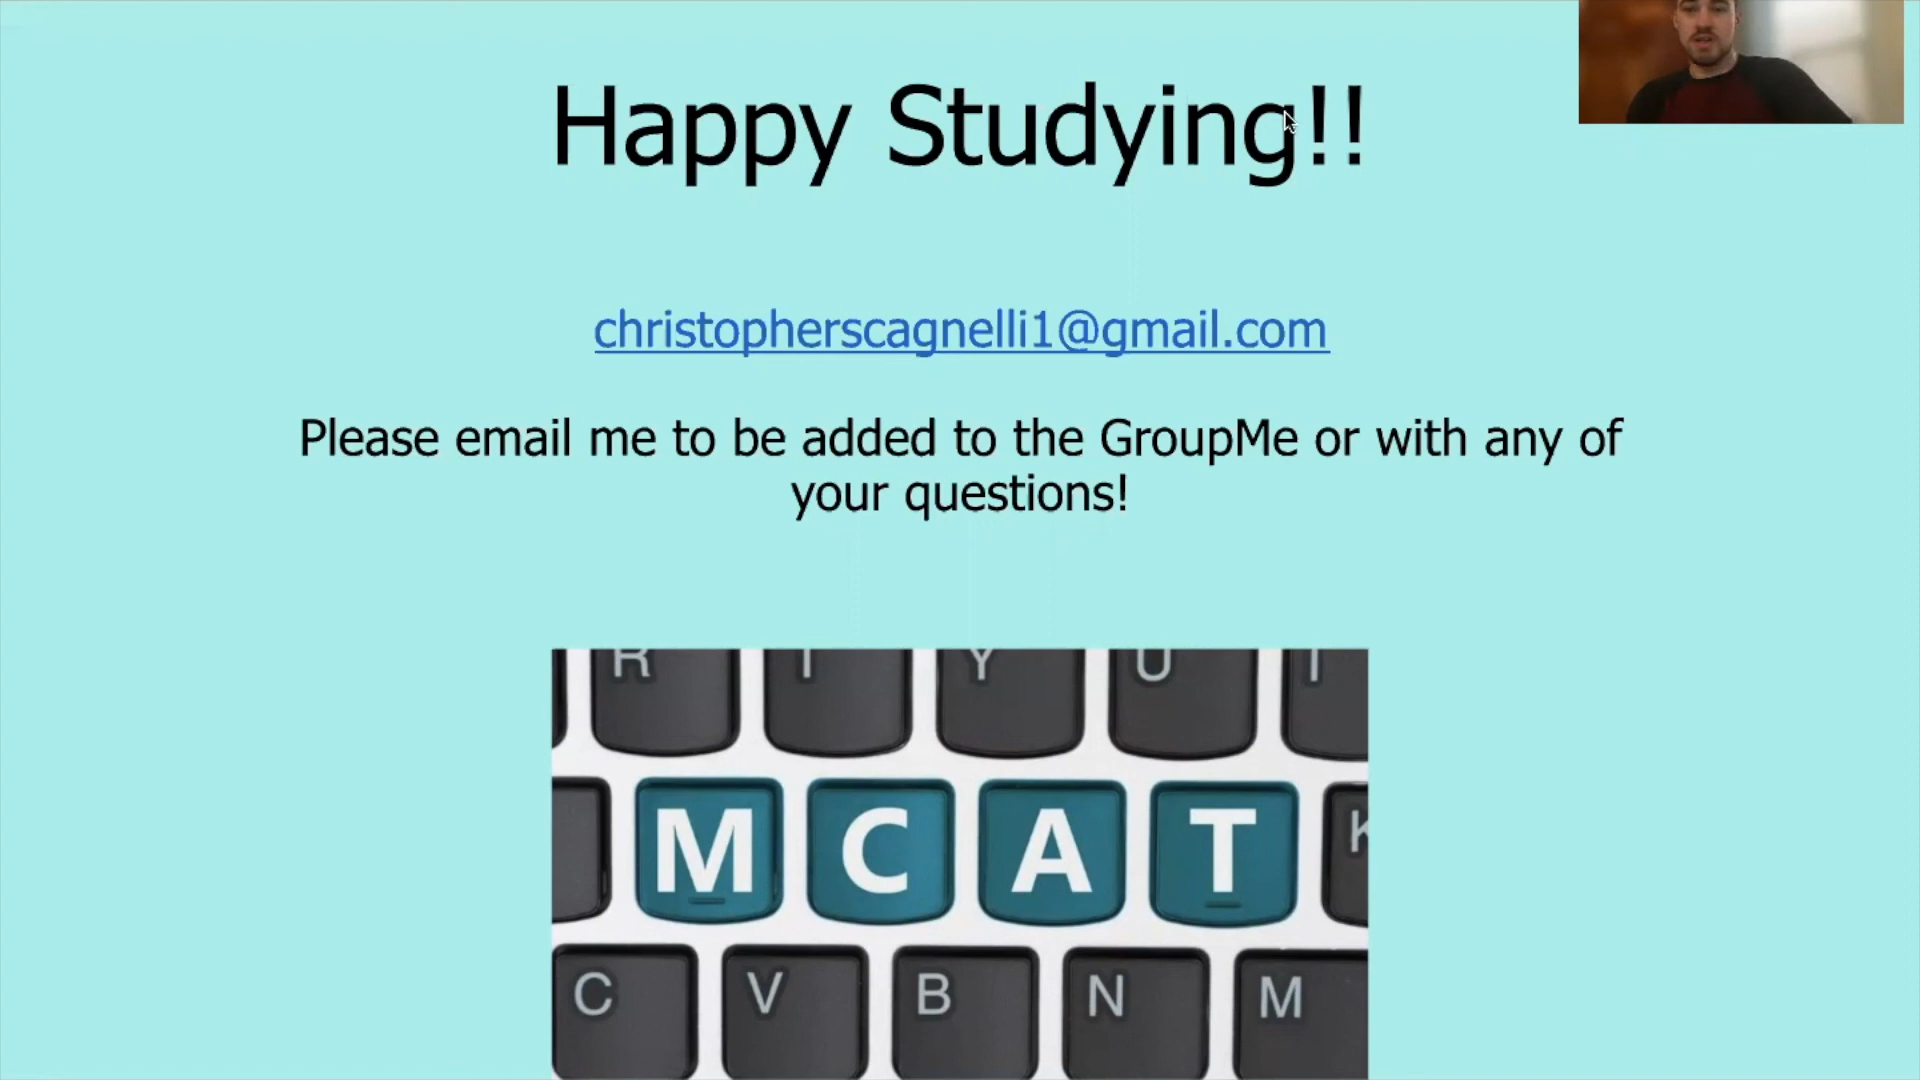 Happy Studying!!
christopherscagnelli1@gmail.com
Please email me to be added to the GroupMe or with any of
your questions!
R T Y U I
M C A T K
C V B N M